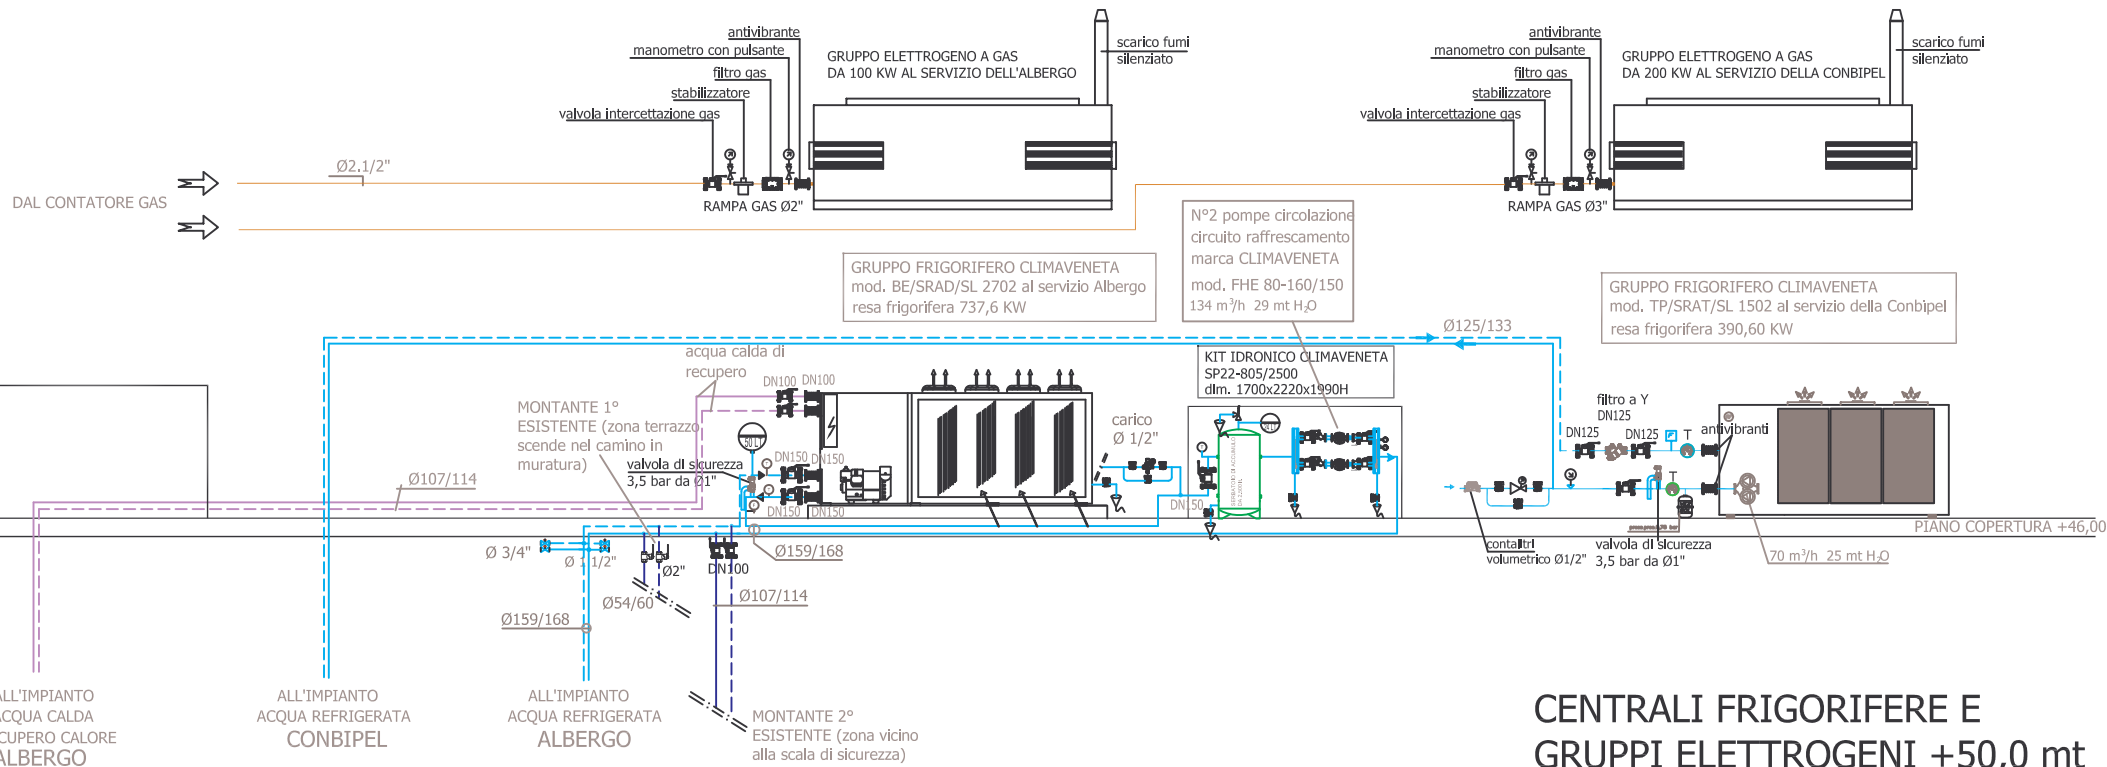 antivibrante
manometro con pulsante
filtro gas
stabilizzatore
valvola intercettazione gas
GRUPPO ELETTROGENO A GAS
DA 100 KW AL SERVIZIO DELL'ALBERGO
scarico fumi
silenziato
antivibrante
manometro con pulsante
filtro gas
stabilizzatore
valvola intercettazione gas
GRUPPO ELETTROGENO A GAS
DA 200 KW AL SERVIZIO DELLA CONBIPEL
scarico fumi
silenziato
Ø2.1/2"
DAL CONTATORE GAS
RAMPA GAS Ø2"
RAMPA GAS Ø3"
N°2 pompe circolazione
circuito raffrescamento
marca CLIMAVENETA
mod. FHE 80-160/150
134 m³/h 29 mt H₂O
GRUPPO FRIGORIFERO CLIMAVENETA
mod. BE/SRAD/SL 2702 al servizio Albergo
resa frigorifera 737,6 KW
GRUPPO FRIGORIFERO CLIMAVENETA
mod. TP/SRAT/SL 1502 al servizio della Conbipel
resa frigorifera 390,60 KW
Ø125/133
acqua calda di
recupero
DN100
DN100
KIT IDRONICO CLIMAVENETA
SP22-805/2500
dim. 1700x2220x1990H
MONTANTE 1°
ESISTENTE (zona terrazzo
scende nel camino in
muratura)
valvola di sicurezza
3,5 bar da Ø1"
50 LT
DN150
DN150
DN150
DN150
carico
Ø 1/2"
DN150
filtro a Y
DN125
DN125
DN125
T
antivibranti
T
Ø107/114
Ø 3/4"
Ø 1 1/2"
Ø2"
DN100
Ø159/168
Ø54/60
Ø107/114
Ø159/168
contalitri
volumetrico Ø1/2"
valvola di sicurezza
3,5 bar da Ø1"
PIANO COPERTURA +46,00
70 m³/h 25 mt H₂O
ALL'IMPIANTO
ACQUA CALDA
CUPERO CALORE
ALBERGO
ALL'IMPIANTO
ACQUA REFRIGERATA
CONBIPEL
ALL'IMPIANTO
ACQUA REFRIGERATA
ALBERGO
MONTANTE 2°
ESISTENTE (zona vicino
alla scala di sicurezza)
CENTRALI FRIGORIFERE E
GRUPPI ELETTROGENI +50,0 mt